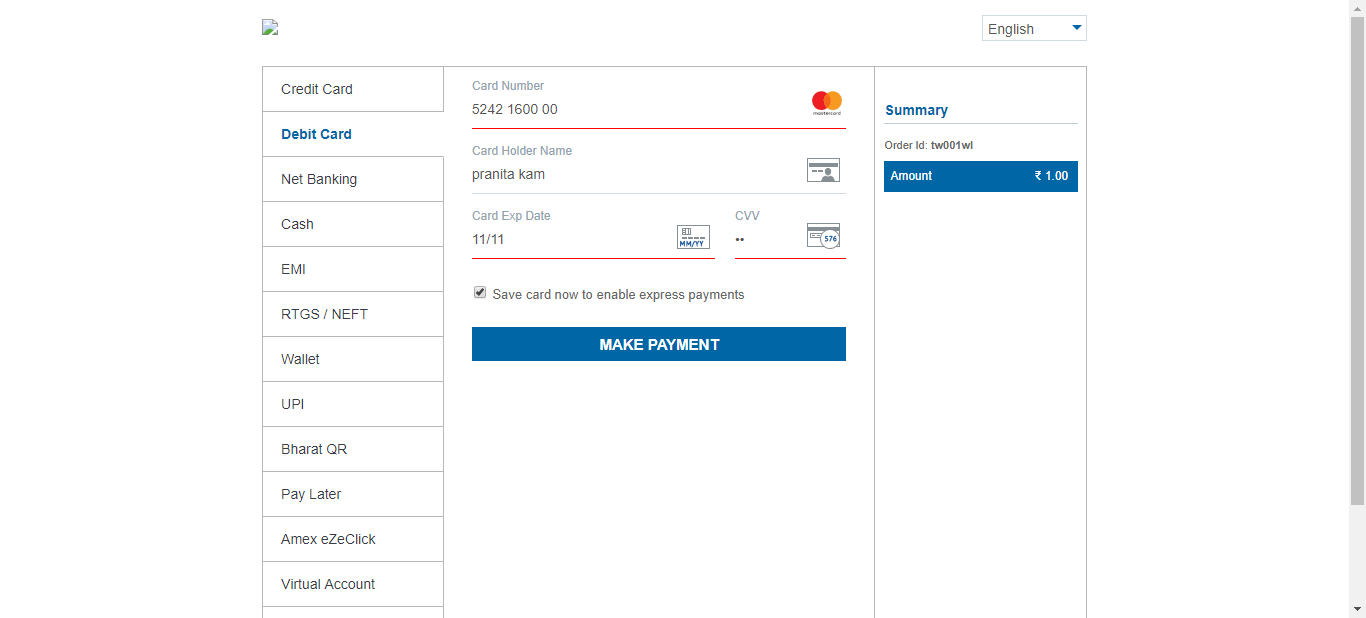 English
Credit Card
Debit Card
Net Banking
Cash
EMI
RTGS / NEFT
Wallet
UPI
Bharat QR
Pay Later
Amex eZeClick
Virtual Account
Card Number
5242 1600 00
mastercard
Card Holder Name
pranita kam
Card Exp Date
11/11
MM/YY
CVV
••
576
Save card now to enable express payments
MAKE PAYMENT
Summary
Order Id: tw001wl
Amount ₹ 1.00